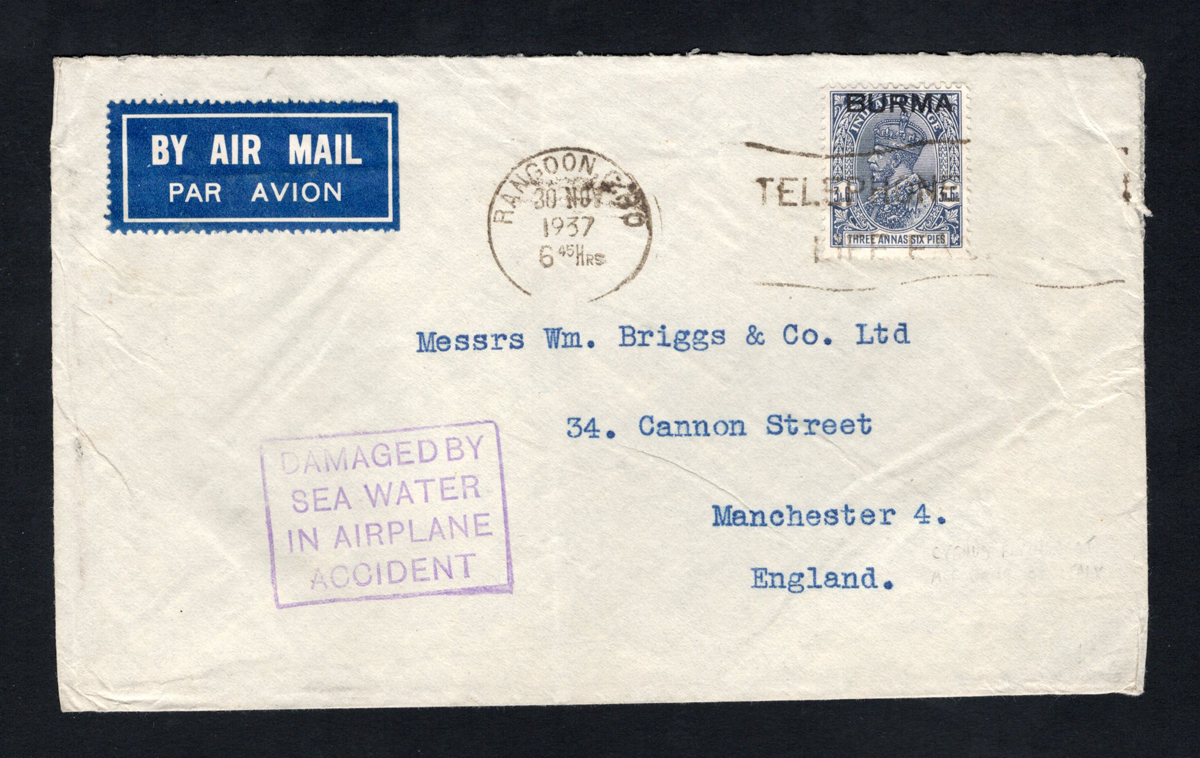 BY AIR MAIL
PAR AVION
RANGOON G.P.O
30 NOV
1937
6 45 HRS
TELEPHONE
BURMA
THREE ANNAS SIX PIES
Messrs Wm. Briggs & Co. Ltd
34. Cannon Street
Manchester 4.
England.
DAMAGED BY
SEA WATER
IN AIRPLANE
ACCIDENT